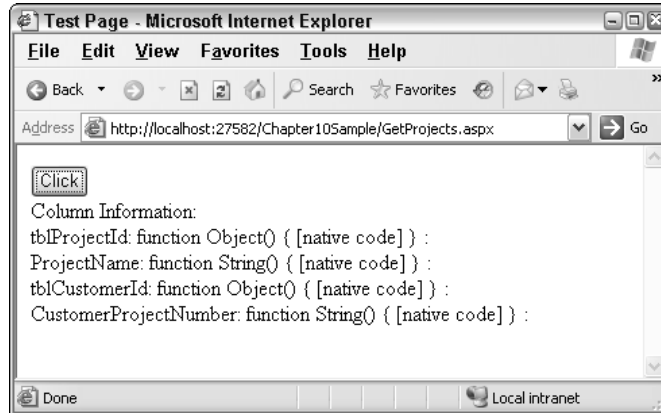 Test Page - Microsoft Internet Explorer
File Edit View Favorites Tools Help
Back Search Favorites
Address http://localhost:27582/Chapter10Sample/GetProjects.aspx Go
Click
Column Information:
tblProjectId: function Object() { [native code] } :
ProjectName: function String() { [native code] } :
tblCustomerId: function Object() { [native code] } :
CustomerProjectNumber: function String() { [native code] } :
Done Local intranet